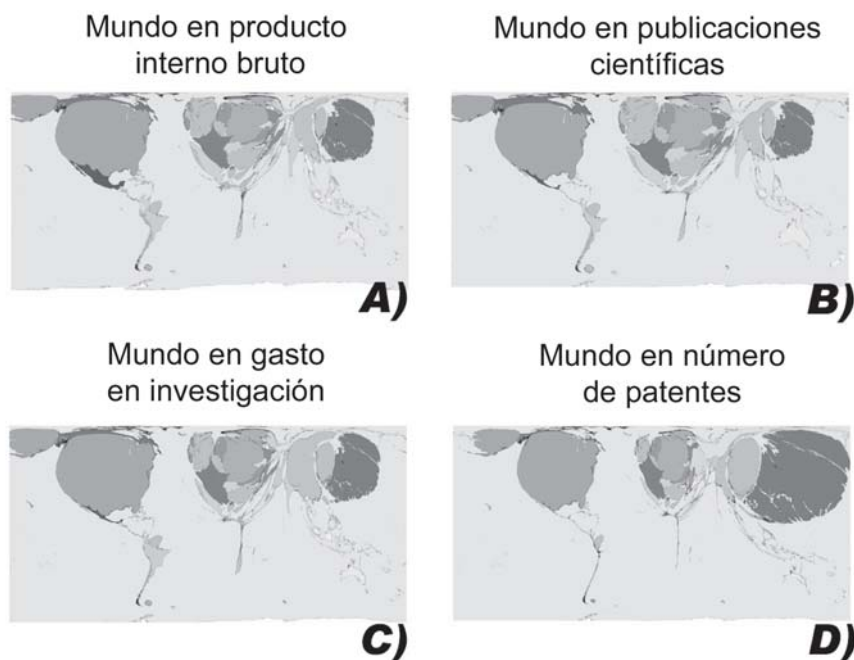 Mundo en producto
interno bruto
A)
Mundo en publicaciones
científicas
B)
Mundo en gasto
en investigación
C)
Mundo en número
de patentes
D)